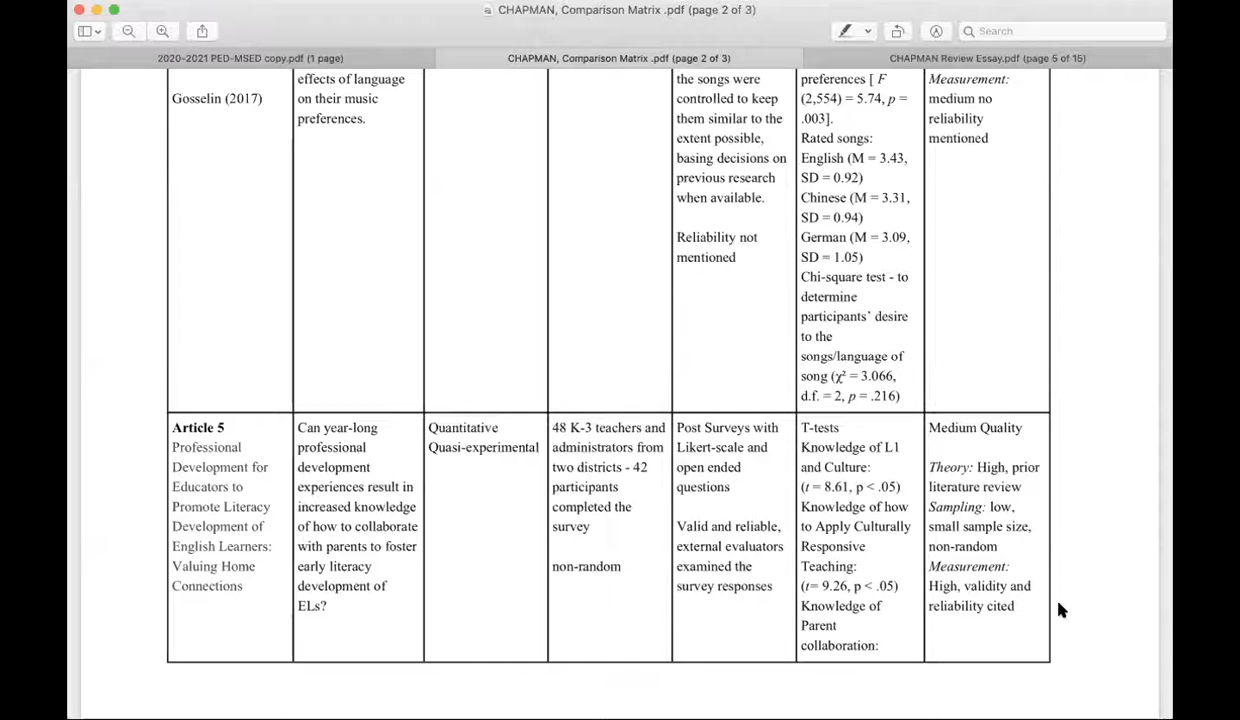 CHAPMAN, Comparison Matrix .pdf (page 2 of 3)
Search
2020-2021 PED-MSED copy.pdf (1 page)
CHAPMAN, Comparison Matrix .pdf (page 2 of 3)
CHAPMAN Review Essay.pdf (page 5 of 15)
Gosselin (2017)
effects of language
on their music
preferences.
the songs were
controlled to keep
them similar to the
extent possible,
basing decisions on
previous research
when available.
Reliability not
mentioned
preferences [ F
(2,554) = 5.74, p =
.003].
Rated songs:
English (M = 3.43,
SD = 0.92)
Chinese (M = 3.31,
SD = 0.94)
German (M = 3.09,
SD = 1.05)
Chi-square test - to
determine
participants’ desire
to the
songs/language of
song (χ² = 3.066,
d.f. = 2, p = .216)
Measurement:
medium no
reliability
mentioned
Article 5
Professional
Development for
Educators to
Promote Literacy
Development of
English Learners:
Valuing Home
Connections
Can year-long
professional
development
experiences result in
increased knowledge
of how to collaborate
with parents to foster
early literacy
development of
ELs?
Quantitative
Quasi-experimental
48 K-3 teachers and
administrators from
two districts - 42
participants
completed the
survey
non-random
Post Surveys with
Likert-scale and
open ended
questions
Valid and reliable,
external evaluators
examined the
survey responses
T-tests
Knowledge of L1
and Culture:
(t = 8.61, p < .05)
Knowledge of how
to Apply Culturally
Responsive
Teaching:
(t= 9.26, p < .05)
Knowledge of
Parent
collaboration:
Medium Quality
Theory: High, prior
literature review
Sampling: low,
small sample size,
non-random
Measurement:
High, validity and
reliability cited